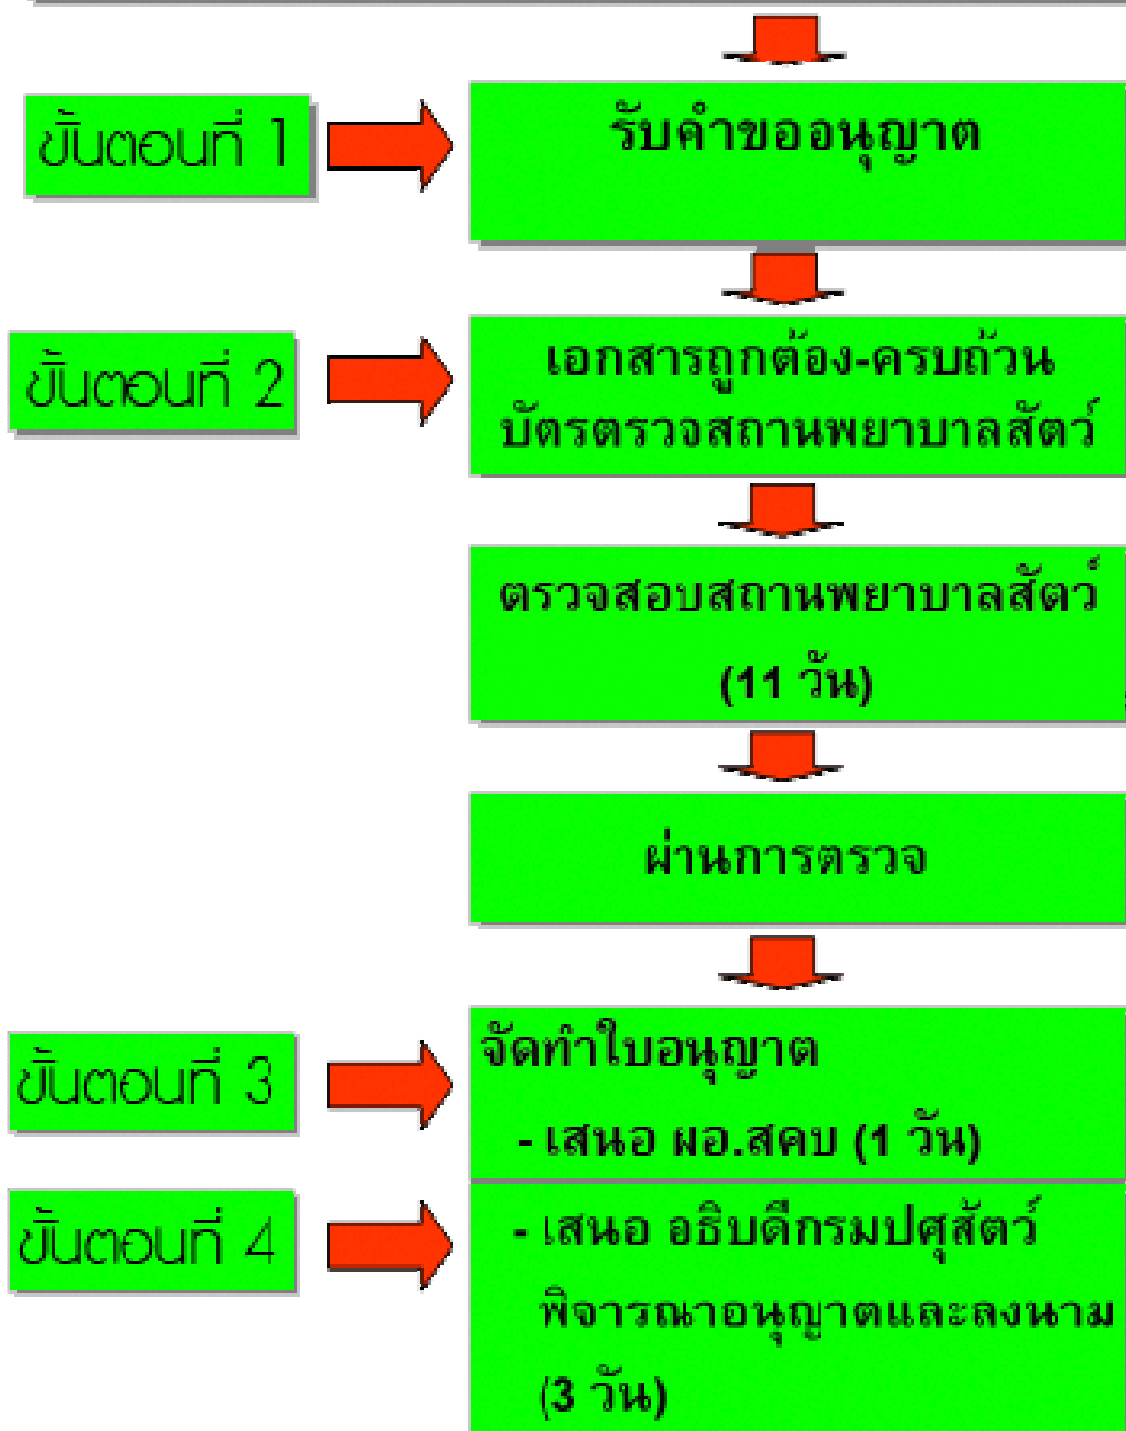 ขั้นตอนที่ 1
รับคำขออนุญาต
ขั้นตอนที่ 2
เอกสารถูกต้อง-ครบถ้วน
บัตรตรวจสถานพยาบาลสัตว์
ตรวจสอบสถานพยาบาลสัตว์
(11 วัน)
ผ่านการตรวจ
ขั้นตอนที่ 3
จัดทำใบอนุญาต
- เสนอ ผอ.สคบ (1 วัน)
ขั้นตอนที่ 4
- เสนอ อธิบดีกรมปศุสัตว์
พิจารณาอนุญาตและลงนาม
(3 วัน)